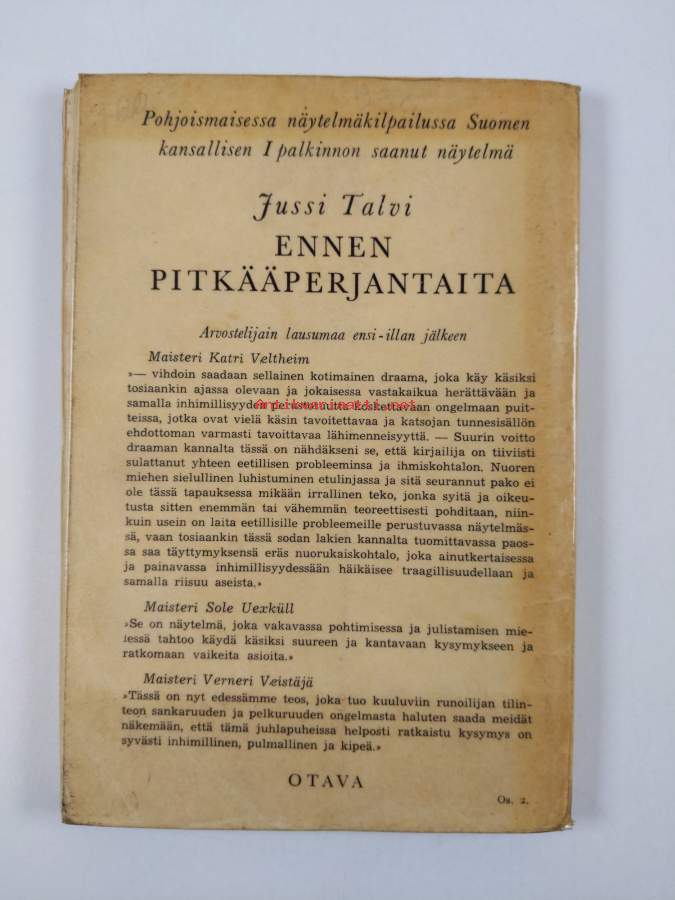 Pohjoismaisessa näytelmäkilpailussa Suomen
kansallisen I palkinnon saanut näytelmä
Jussi Talvi
ENNEN
PITKÄÄPERJANTAITA
Arvostelijain lausumaa ensi-illan jälkeen
Maisteri Katri Veltheim
»— vihdoin saadaan sellainen kotimainen draama, joka käy käsiksi
tosiaankin ajassa olevaan ja jokaisessa vastakaikua herättävään ja
samalla inhimillisyyden perusnuotta koskettavaan ongelmaan puit-
Antikvariaatti.net
teissa, jotka ovat vielä käsin tavoitettavaa ja katsojan tunnesisällön
ehdottoman varmasti tavoittavaa lähimenneisyyttä. — Suurin voitto
draaman kannalta tässä on nähdäkseni se, että kirjailija on tiiviisti
sulattanut yhteen eetillisen probleeminsa ja ihmiskohtalon. Nuoren
miehen sielullinen luhistuminen etulinjassa ja sitä seurannut pako ei
ole tässä tapauksessa mikään irrallinen teko, jonka syitä ja oikeu-
tusta sitten enemmän tai vähemmän teoreettisesti pohditaan, niin-
kuin usein on laita eetillisille probleemeille perustuvassa näytelmäs-
sä, vaan tosiaankin tässä sodan lakien kannalta tuomittavassa paos-
sa saa täyttymyksensä eräs nuorukaiskohtalo, joka ainutkertaisessa
ja painavassa inhimillisyydessään häikäisee traagillisuudellaan ja
samalla riisuu aseista.»
Maisteri Sole Uexküll
»Se on näytelmä, joka vakavassa pohtimisessa ja julistamisen mie-
lessä tahtoo käydä käsiksi suureen ja kantavaan kysymykseen ja
ratkomaan vaikeita asioita.»
Maisteri Verneri Veistäjä
»Tässä on nyt edessämme teos, joka tuo kuuluviin runoilijan tilin-
teon sankaruuden ja pelkuruuden ongelmasta haluten saada meidät
näkemään, että tämä juhlapuheissa helposti ratkaistu kysymys on
syvästi inhimillinen, pulmallinen ja kipeä.»
OTAVA
Os. 2.